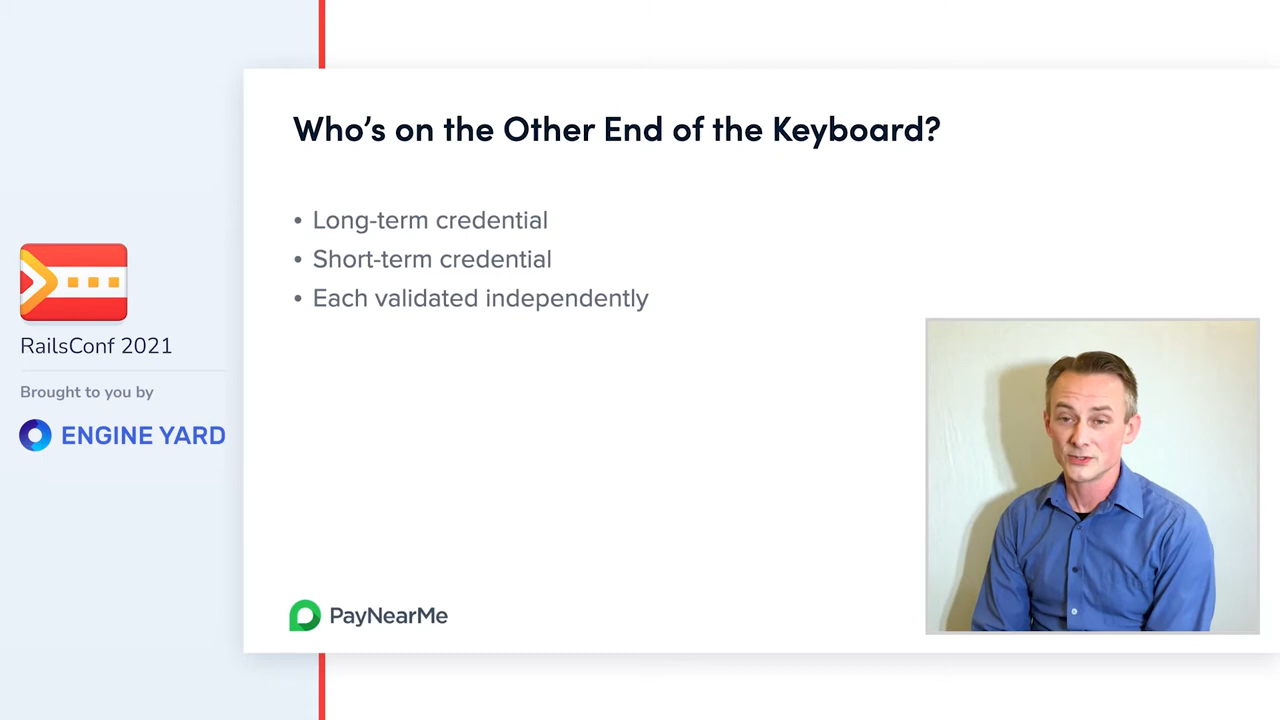 Who's on the Other End of the Keyboard?
• Long-term credential
• Short-term credential
• Each validated independently
RailsConf 2021
Brought to you by
ENGINE YARD
PayNearMe